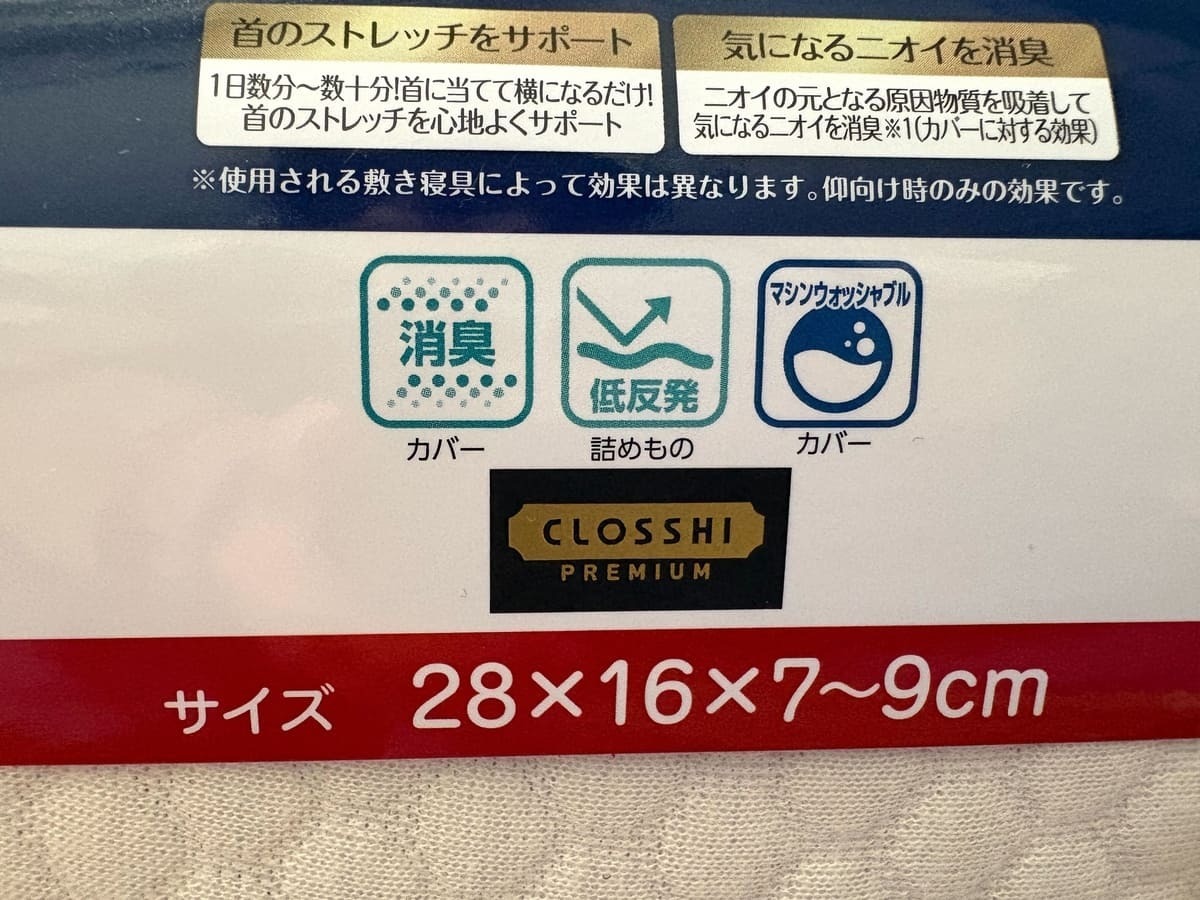 首のストレッチをサポート
1日数分~数十分!首に当てて横になるだけ!
首のストレッチを心地よくサポート
気になるニオイを消臭
ニオイの元となる原因物質を吸着して
気になるニオイを消臭※1(カバーに対する効果)
※使用される敷き寝具によって効果は異なります。仰向け時のみの効果です。
消臭
カバー
低反発
詰めもの
マシンウォッシャブル
カバー
CLOSSHI
PREMIUM
サイズ 28×16×7~9cm